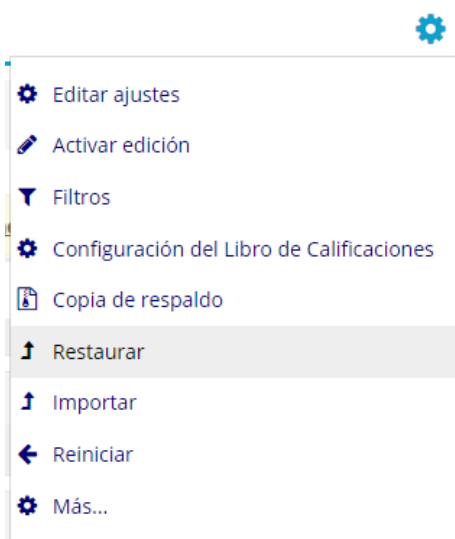 Editar ajustes
Activar edición
Filtros
Configuración del Libro de Calificaciones
Copia de respaldo
Restaurar
Importar
Reiniciar
Más...